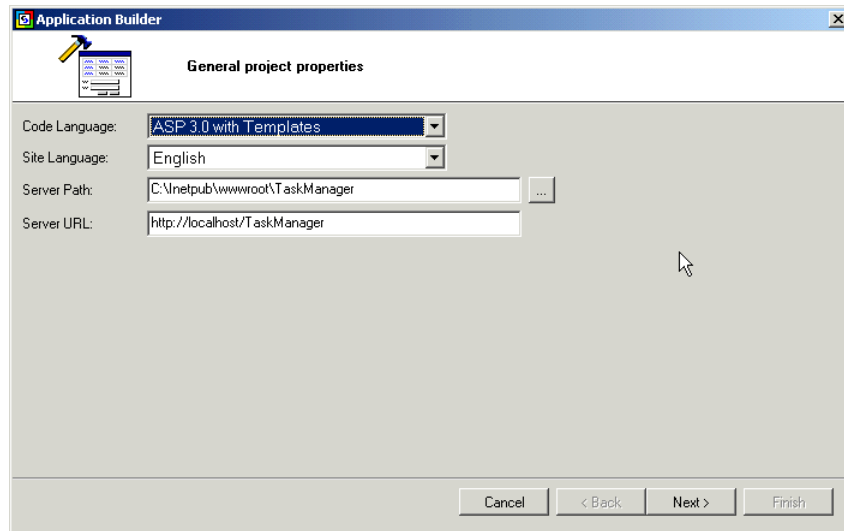 Application Builder
General project properties
Code Language: ASP 3.0 with Templates
Site Language: English
Server Path: C:\Inetpub\wwwroot\TaskManager ...
Server URL: http://localhost/TaskManager
Cancel < Back Next > Finish